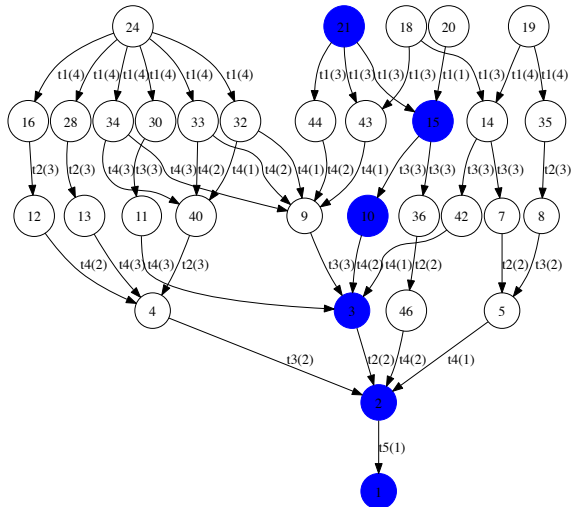 24 21 18 20 19
t1(4) t1(4) t1(4) t1(4) t1(4) t1(4) t1(3) t1(3) t1(3) t1(3) t1(1) t1(3) t1(4) t1(4)
16 28 34 30 33 32 44 43 15 14 35
t2(3) t2(3) t4(3) t3(3) t4(3) t4(2) t4(1) t4(2) t4(1) t4(2) t4(1) t3(3) t3(3) t3(3) t3(3) t2(3)
12 13 11 40 9 10 36 42 7 8
t4(2) t4(3) t4(3) t2(3) t3(3) t4(2) t4(1) t2(2) t2(2) t3(2)
4 3 46 5
t3(2) t2(2) t4(2) t4(1)
2
t5(1)
1